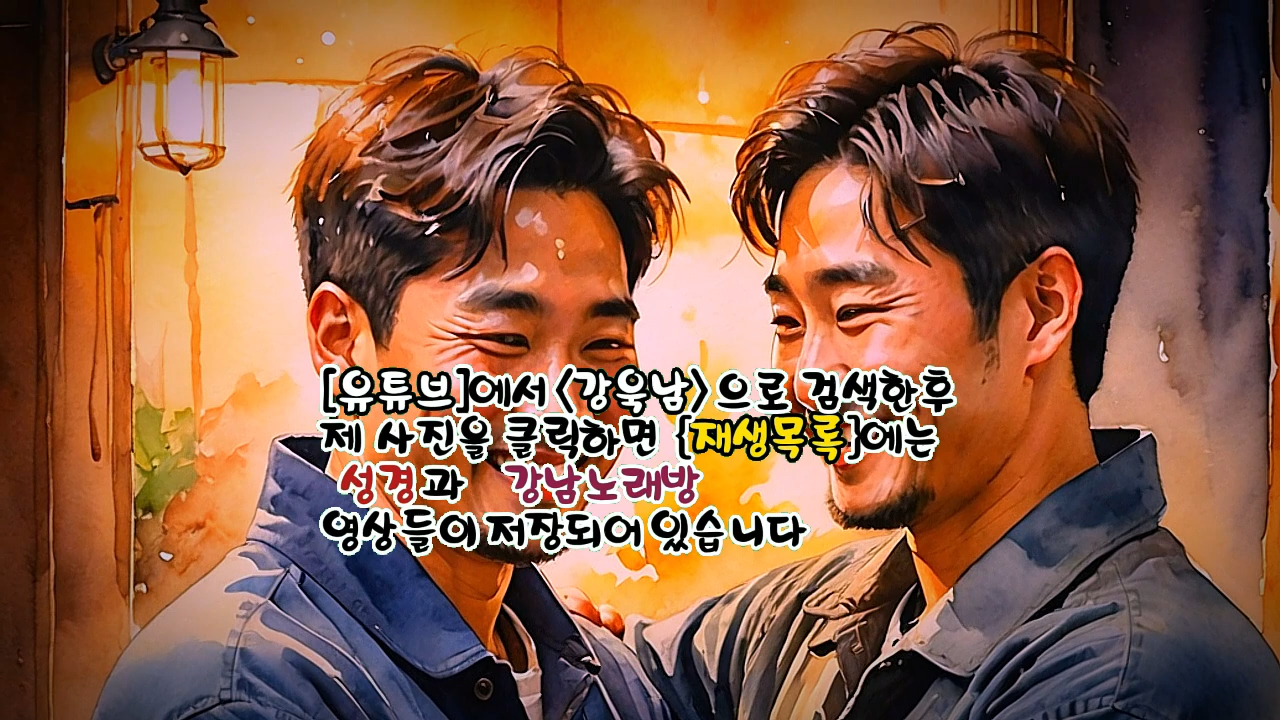 [유튜브]에서 <강욱남> 으로 검색한후
제 사진을 클릭하면 {재생목록}에는
성경과 강남노래방
영상들이 저장되어 있습니다